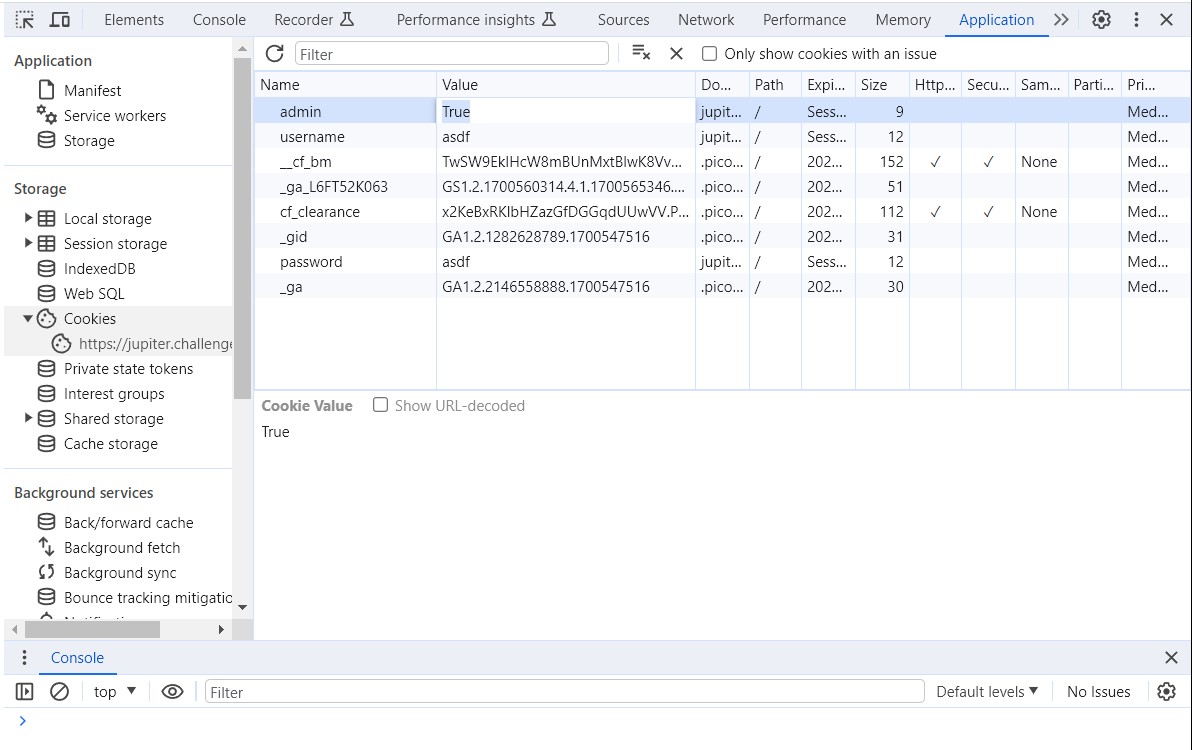 Elements Console Recorder Performance insights Sources Network Performance Memory Application
Application
Manifest
Service workers
Storage
Storage
Local storage
Session storage
IndexedDB
Web SQL
Cookies
https://jupiter.challenge
Private state tokens
Interest groups
Shared storage
Cache storage
Background services
Back/forward cache
Background fetch
Background sync
Bounce tracking mitigatio
Filter Only show cookies with an issue
Name Value Do... Path Expi... Size Http... Secu... Sam... Parti... Pri...
admin True jupit... / Sess... 9 Med...
username asdf jupit... / Sess... 12 Med...
__cf_bm TwSW9EklHcW8mBUnMxtBlwK8Vv... .pico... / 202... 152 ✓ ✓ None Med...
_ga_L6FT52K063 GS1.2.1700560314.4.1.1700565346.... .pico... / 202... 51 Med...
cf_clearance x2KeBxRKlbHZazGfDGGqdUUwVV.P... .pico... / 202... 112 ✓ ✓ None Med...
_gid GA1.2.1282628789.1700547516 .pico... / 202... 31 Med...
password asdf jupit... / Sess... 12 Med...
_ga GA1.2.2146558888.1700547516 .pico... / 202... 30 Med...
Cookie Value Show URL-decoded
True
Console
top Filter Default levels No Issues